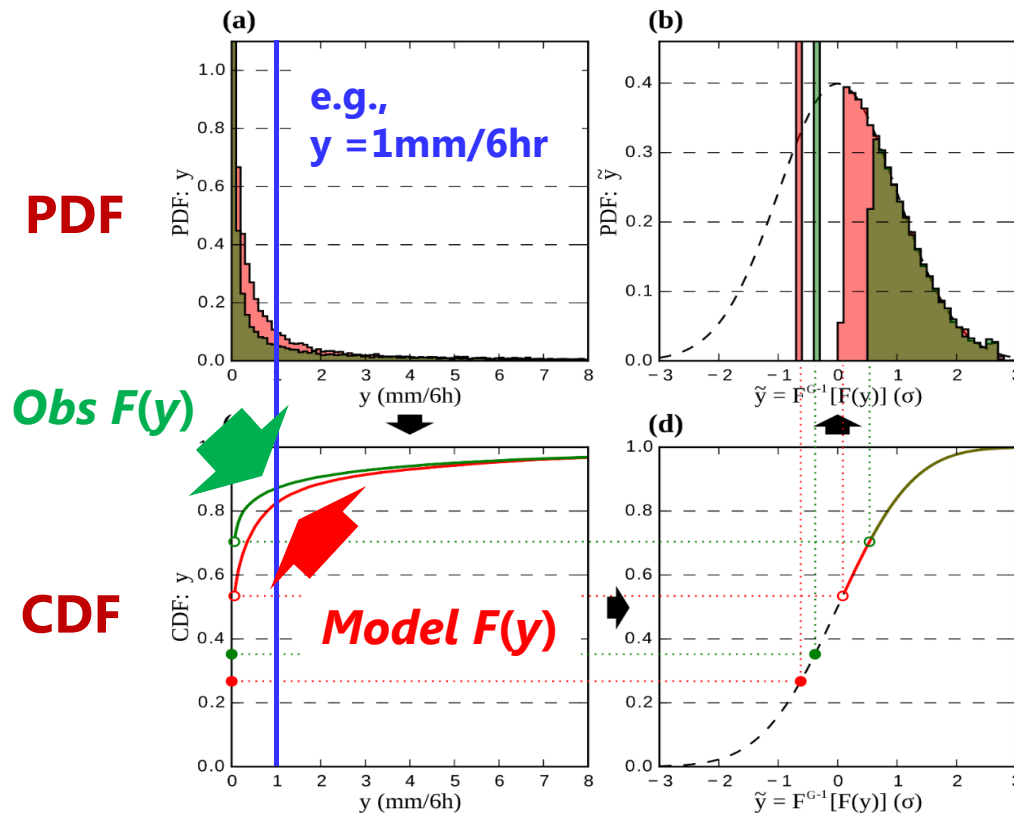 (a)
(b)
1.0
0.8
0.6
0.4
0.2
0.0
PDF: y
0 1 2 3 4 5 6 7 8
y (mm/6h)
e.g.,
y =1mm/6hr
0.4
0.3
0.2
0.1
0.0
PDF: ỹ
−3 −2 −1 0 1 2 3
ỹ = F^G-1[F(y)] (σ)
PDF
Obs F(y)
(d)
1.0
0.8
0.6
0.4
0.2
0.0
CDF: y
0 1 2 3 4 5 6 7 8
y (mm/6h)
Model F(y)
CDF
1.0
0.8
0.6
0.4
0.2
0.0
−3 −2 −1 0 1 2 3
ỹ = F^G-1[F(y)] (σ)